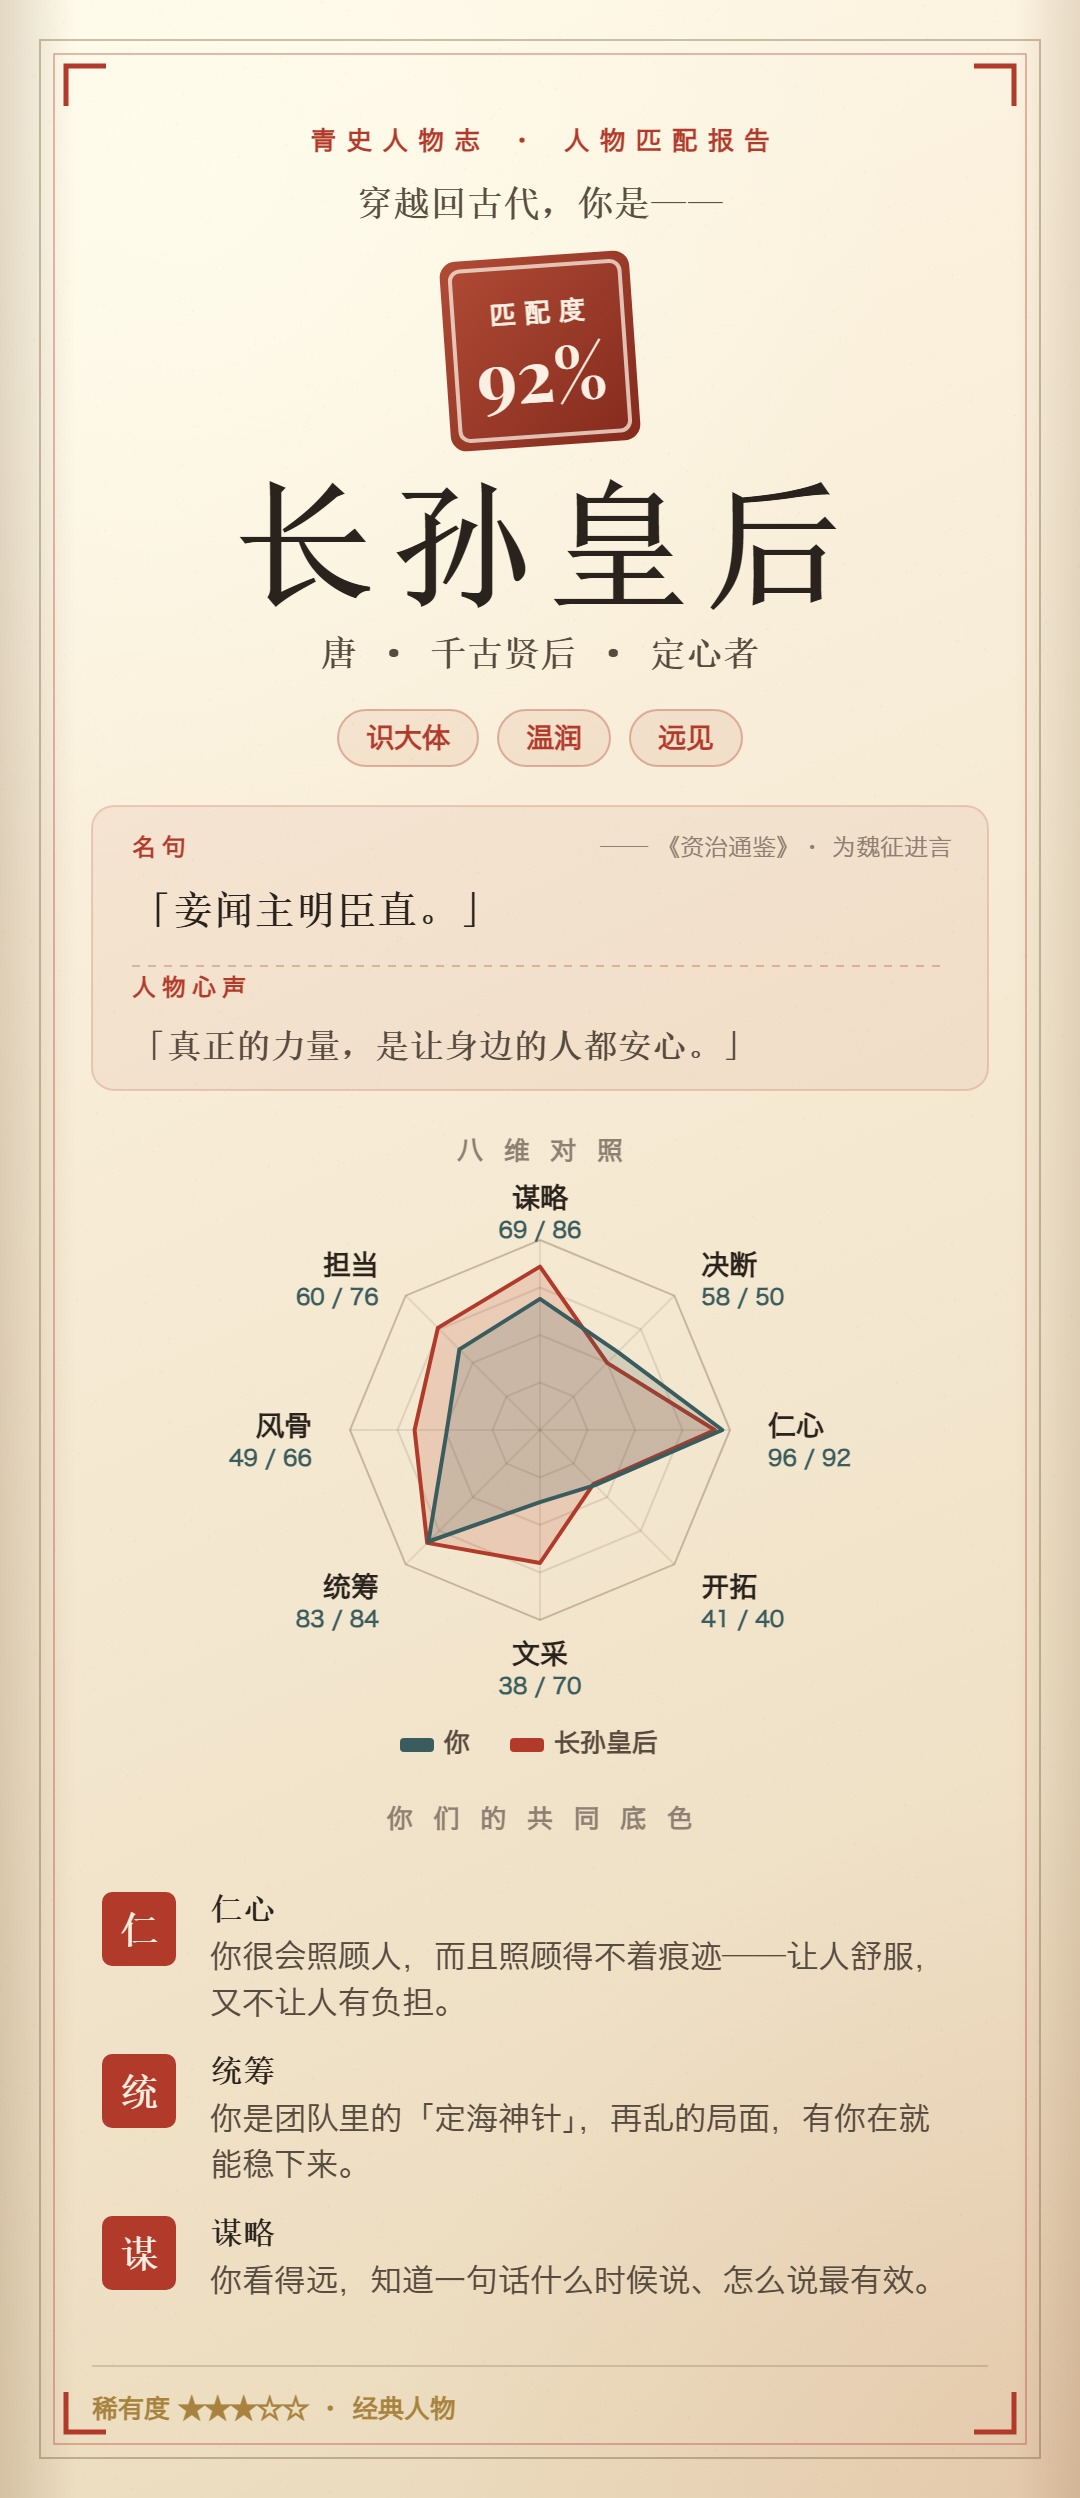 青史人物志 · 人物匹配报告
穿越回古代，你是——
匹配度
92%
长孙皇后
唐 • 千古贤后 • 定心者
识大体 温润 远见
名句 —— 《资治通鉴》 · 为魏征进言
「妾闻主明臣直。」
人物心声
「真正的力量，是让身边的人都安心。」
八维对照
谋略
69 / 86
担当
60 / 76
决断
58 / 50
风骨
49 / 66
仁心
96 / 92
统筹
83 / 84
开拓
41 / 40
文采
38 / 70
你 长孙皇后
你们的共同底色
仁
仁心
你很会照顾人，而且照顾得不着痕迹——让人舒服，
又不让人有负担。
统
统筹
你是团队里的「定海神针」，再乱的局面，有你在就
能稳下来。
谋
谋略
你看得远，知道一句话什么时候说、怎么说最有效。
稀有度 ★★★☆☆ · 经典人物